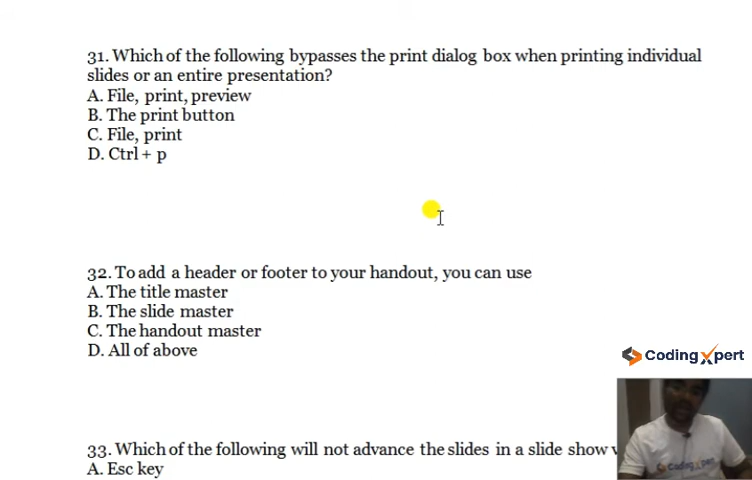 31. Which of the following bypasses the print dialog box when printing individual
slides or an entire presentation?
A. File, print, preview
B. The print button
C. File, print
D. Ctrl + p
32. To add a header or footer to your handout, you can use
A. The title master
B. The slide master
C. The handout master
D. All of above
CodingXpert
33. Which of the following will not advance the slides in a slide show
A. Esc key
CodingXpert